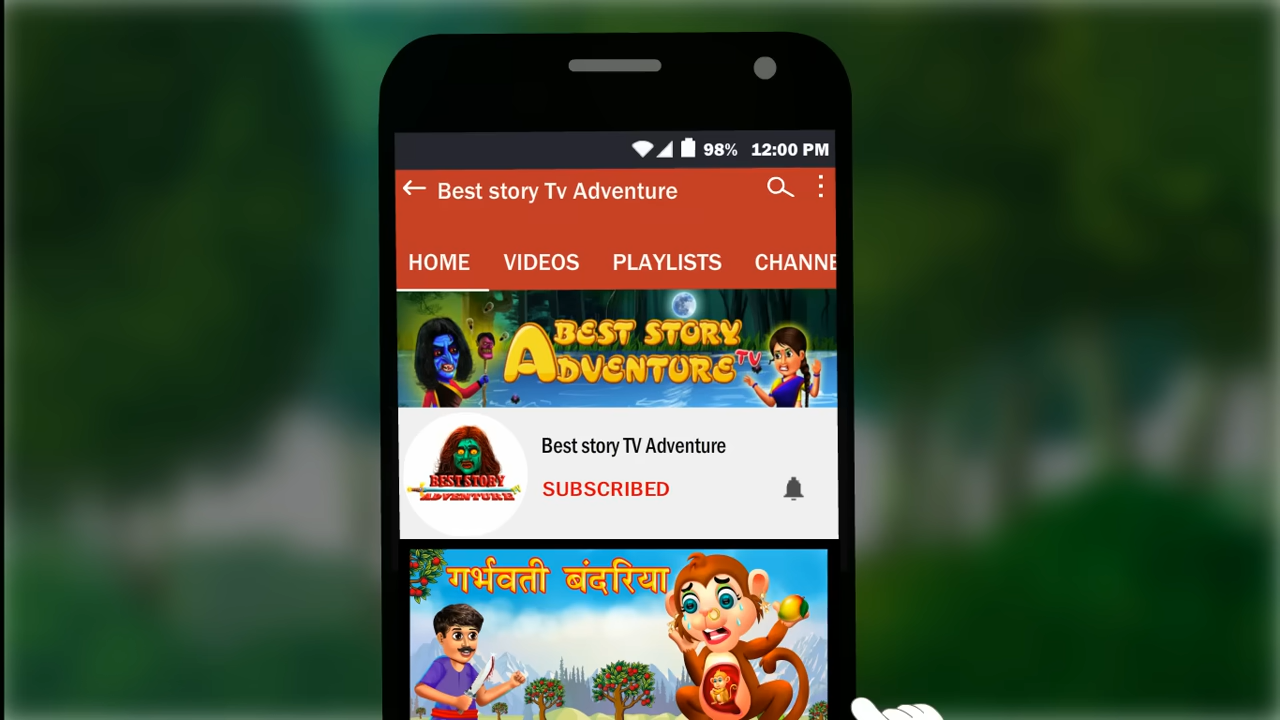 98% 12:00 PM
Best story Tv Adventure
HOME VIDEOS PLAYLISTS CHANNE
BEST STORY
ADVENTURE TV
Best story TV Adventure
SUBSCRIBED
BEST STORY
ADVENTURE TV
गर्भवती बंदरिया